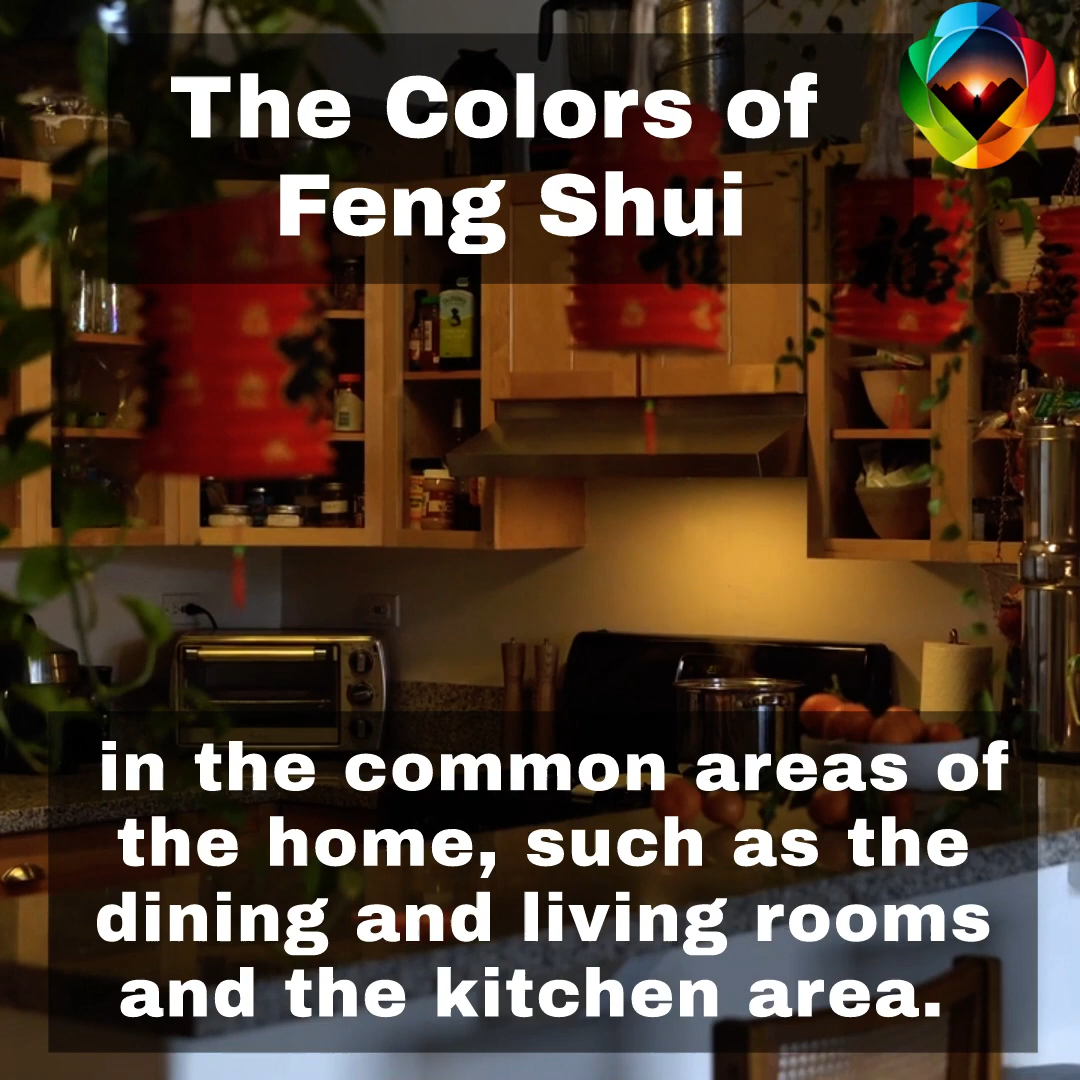 The Colors of
Feng Shui
福
in the common areas of
the home, such as the
dining and living rooms
and the kitchen area.